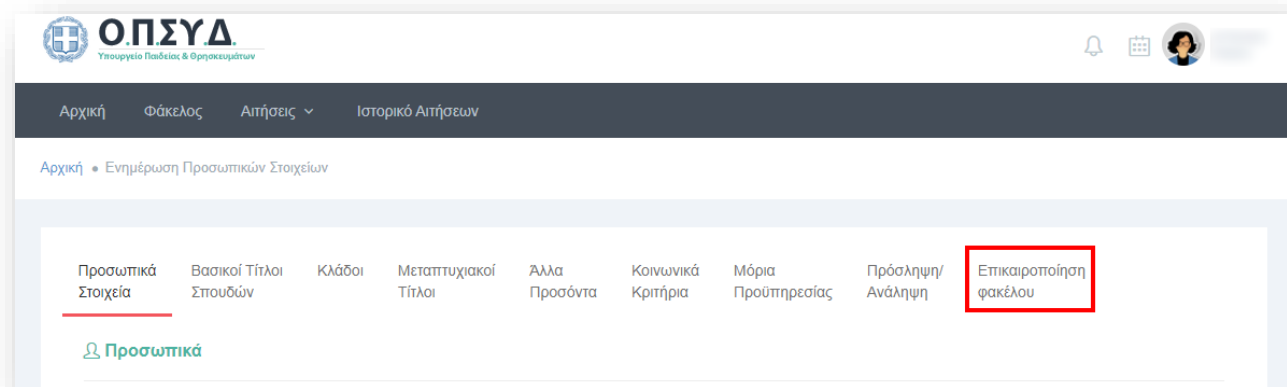 Ο.Π.ΣΥ.Δ.
Υπουργείο Παιδείας & Θρησκευμάτων
Αρχική Φάκελος Αιτήσεις Ιστορικό Αιτήσεων
Αρχική • Ενημέρωση Προσωπικών Στοιχείων
Προσωπικά Στοιχεία
Βασικοί Τίτλοι Σπουδών
Κλάδοι
Μεταπτυχιακοί Τίτλοι
Άλλα Προσόντα
Κοινωνικά Κριτήρια
Μόρια Προϋπηρεσίας
Πρόσληψη/ Ανάληψη
Επικαιροποίηση φακέλου
Προσωπικά